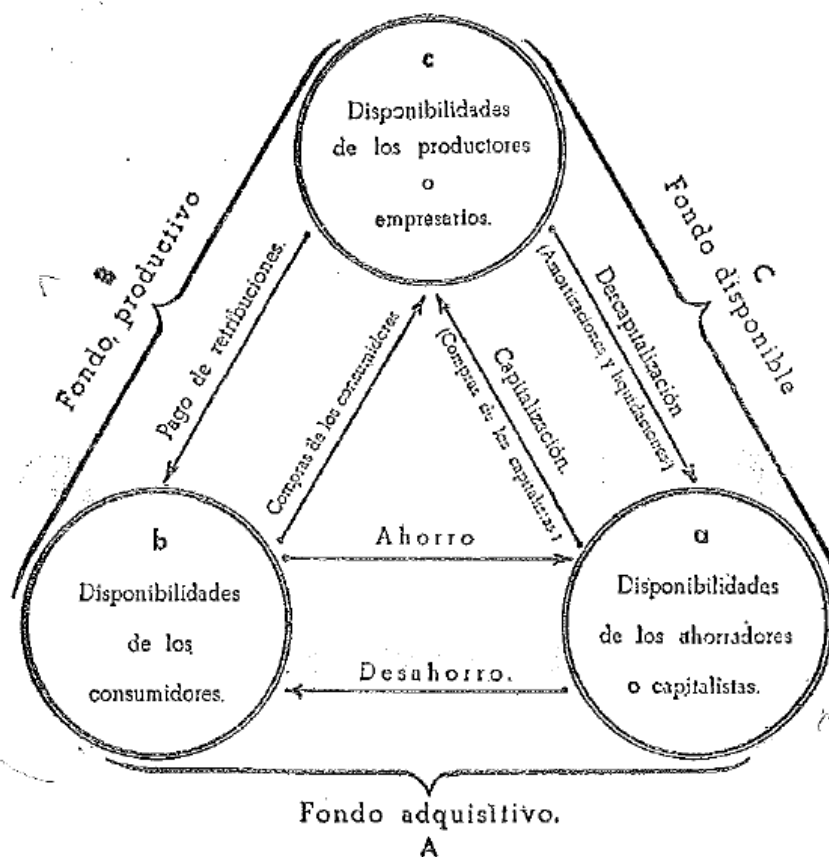 c
Disponibilidades
de los productores
o
empresarios.
B
Fondo, productivo
C
Fondo disponible
Pago de retribuciones.
Compras de los consumidores
Capitalización.
(Compras de los capitalistas)
Descapitalización
(Amortizaciones y liquidaciones)
b
Disponibilidades
de los
consumidores.
Ahorro
Desahorro.
a
Disponibilidades
de los ahorradores
o capitalistas.
Fondo adquisitivo.
A